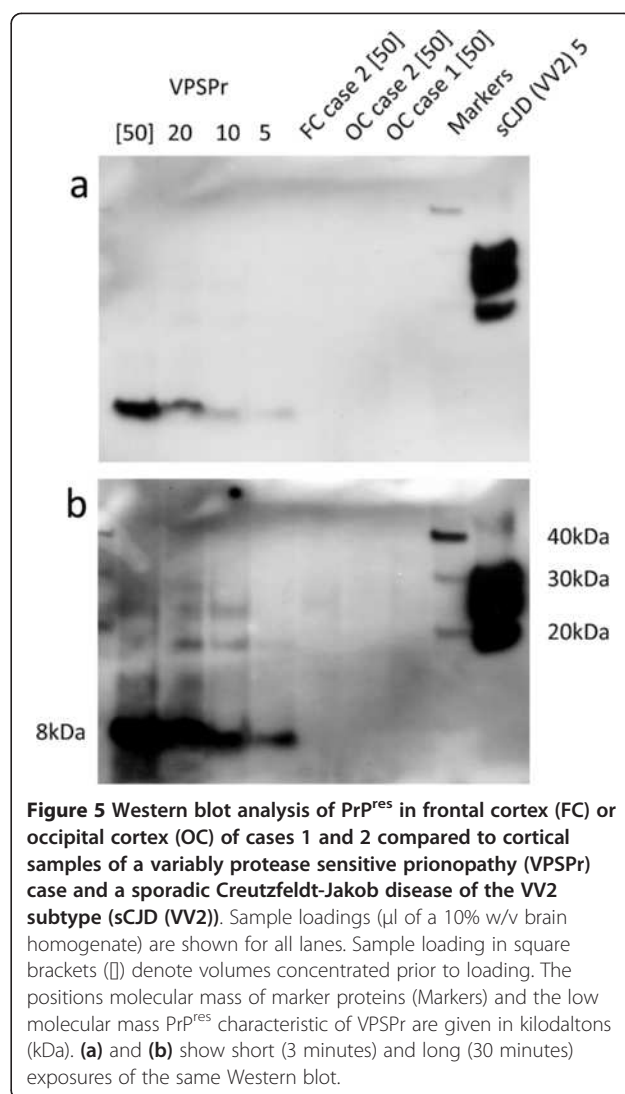 VPSPr
[50] 20 10 5 FC case 2 [50] OC case 2 [50] OC case 1 [50] Markers sCJD (VV2) 5
a
b
40kDa
30kDa
20kDa
8kDa
Figure 5 Western blot analysis of PrPres in frontal cortex (FC) or
occipital cortex (OC) of cases 1 and 2 compared to cortical
samples of a variably protease sensitive prionopathy (VPSPr)
case and a sporadic Creutzfeldt-Jakob disease of the VV2
subtype (sCJD (VV2)). Sample loadings (μl of a 10% w/v brain
homogenate) are shown for all lanes. Sample loading in square
brackets ([]) denote volumes concentrated prior to loading. The
positions molecular mass of marker proteins (Markers) and the low
molecular mass PrPres characteristic of VPSPr are given in kilodaltons
(kDa). (a) and (b) show short (3 minutes) and long (30 minutes)
exposures of the same Western blot.